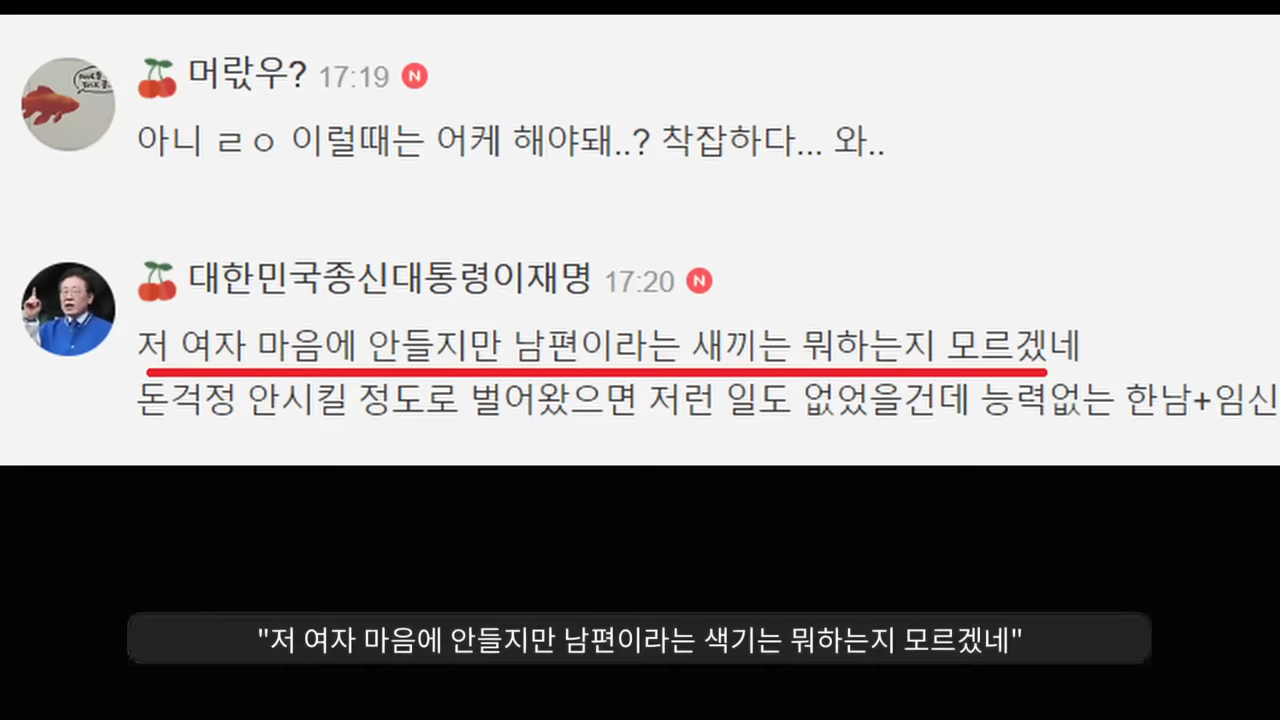 머랎우? 17:19 N
아니 ㄹㅇ 이럴때는 어케 해야돼..? 착잡하다... 와..
대한민국종신대통령이재명 17:20 N
저 여자 마음에 안들지만 남편이라는 새끼는 뭐하는지 모르겠네
돈걱정 안시킬 정도로 벌어왔으면 저런 일도 없었을건데 능력없는 한남+임신
"저 여자 마음에 안들지만 남편이라는 색기는 뭐하는지 모르겠네"